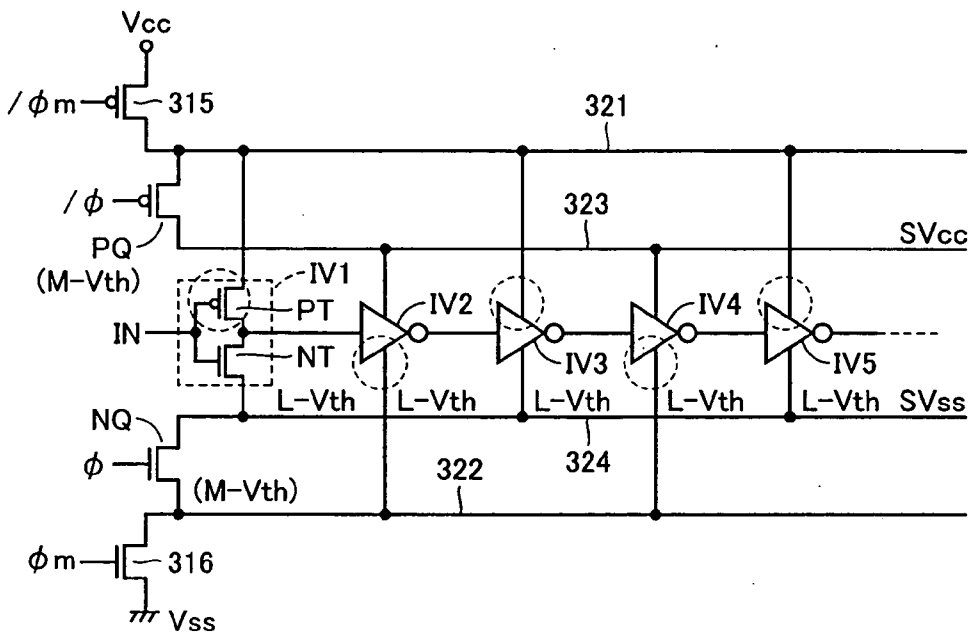 Vcc
/φm
315
321
/φ
323
PQ
SVcc
(M-Vth)
IV1
IV2
IV4
PT
IN
NT
IV3
IV5
L-Vth
L-Vth
L-Vth
L-Vth
L-Vth
SVss
NQ
324
φ
322
(M-Vth)
φm
316
Vss